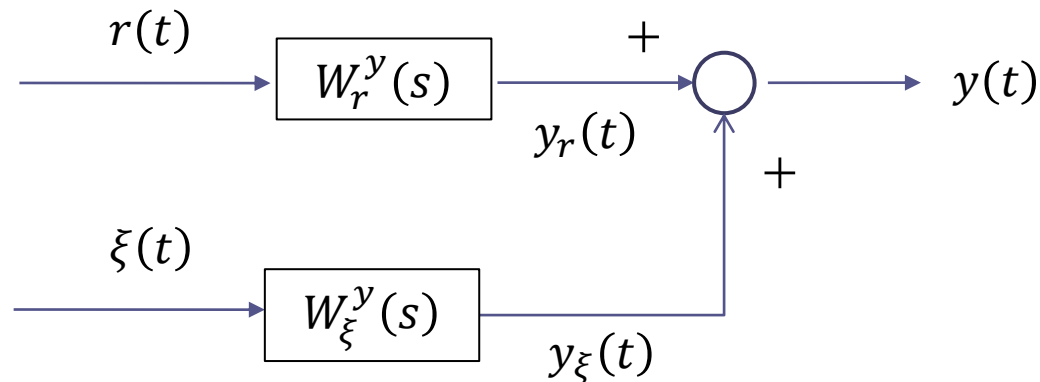 r(t)
+
W_r^y(s)
y(t)
y_r(t)
+
ξ(t)
W_ξ^y(s)
y_ξ(t)